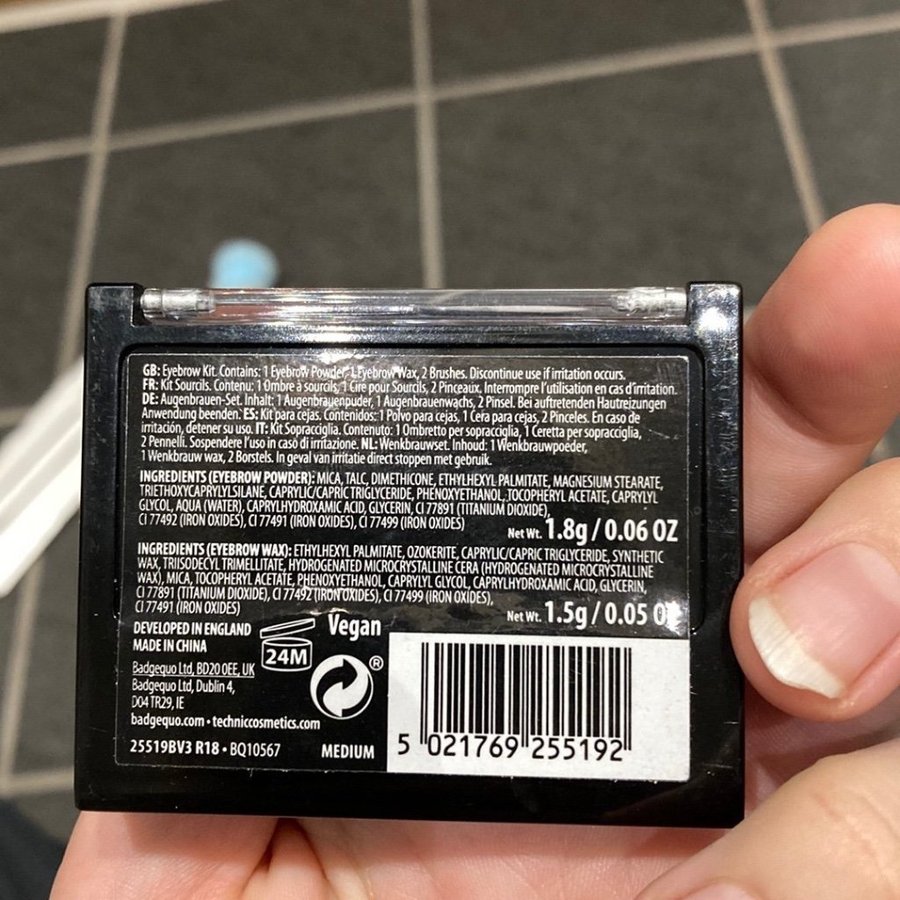 GB: Eyebrow Kit. Contains: 1 Eyebrow Powder, 1 Eyebrow Wax, 2 Brushes. Discontinue use if irritation occurs.
FR: Kit Sourcils. Contenu: 1 Ombre à sourcils, 1 Cire pour Sourcils, 2 Pinceaux. Interrompre l'utilisation en cas d'irritation.
DE: Augenbrauen-Set. Inhalt: 1 Augenbrauenpuder, 1 Augenbrauenwachs, 2 Pinsel. Bei auftretenden Hautreizungen
Anwendung beenden. ES: Kit para cejas. Contenidos: 1 Polvo para cejas, 1 Cera para cejas, 2 Pinceles. En caso de
irritación, detener su uso. IT: Kit Sopracciglia. Contenuto: 1 Ombretto per sopracciglia, 1 Ceretta per sopracciglia,
2 Pennelli. Sospendere l'uso in caso di irritazione. NL: Wenkbrauwset. Inhoud: 1 Wenkbrauwpoeder,
1 Wenkbrauw wax, 2 Borstels. In geval van irritatie direct stoppen met gebruik.
INGREDIENTS (EYEBROW POWDER): MICA, TALC, DIMETHICONE, ETHYLHEXYL PALMITATE, MAGNESIUM STEARATE,
TRIETHOXYCAPRYLYLSILANE, CAPRYLIC/CAPRIC TRIGLYCERIDE, PHENOXYETHANOL, TOCOPHERYL ACETATE, CAPRYLYL
GLYCOL, AQUA (WATER), CAPRYLHYDROXAMIC ACID, GLYCERIN, CI 77891 (TITANIUM DIOXIDE),
CI 77492 (IRON OXIDES), CI 77491 (IRON OXIDES), CI 77499 (IRON OXIDES)
Net Wt. 1.8g / 0.06 OZ
INGREDIENTS (EYEBROW WAX): ETHYLHEXYL PALMITATE, OZOKERITE, CAPRYLIC/CAPRIC TRIGLYCERIDE, SYNTHETIC
WAX, TRIISODECYL TRIMELLITATE, HYDROGENATED MICROCRYSTALLINE CERA (HYDROGENATED MICROCRYSTALLINE
WAX), MICA, TOCOPHERYL ACETATE, PHENOXYETHANOL, CAPRYLYL GLYCOL, CAPRYLHYDROXAMIC ACID, GLYCERIN,
CI 77891 (TITANIUM DIOXIDE), CI 77492 (IRON OXIDES), CI 77499 (IRON OXIDES),
CI 77491 (IRON OXIDES)
Net Wt. 1.5g / 0.05 OZ
DEVELOPED IN ENGLAND
MADE IN CHINA
24M
Vegan
®
Badgequo Ltd, BD20 0EE, UK
Badgequo Ltd, Dublin 4,
D04 TR29, IE
badgequo.com • techniccosmetics.com
25519BV3 R18 • BQ10567
MEDIUM
5 021769 255192